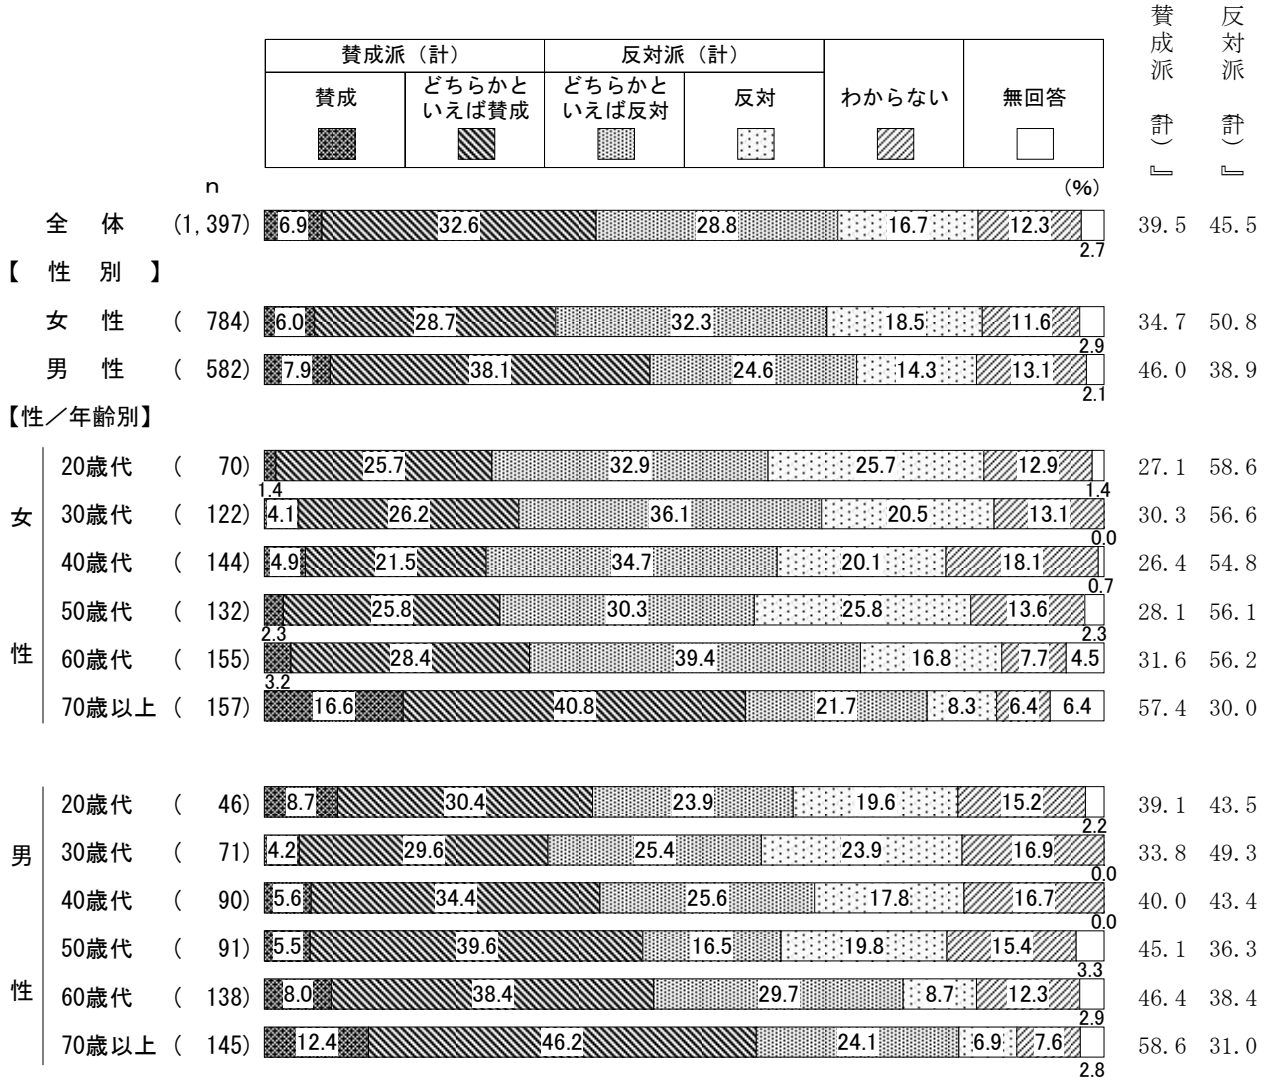 賛成派（計）』
反対派（計）』
賛成派（計） 反対派（計）
賛成 どちらかといえば賛成 どちらかといえば反対 反対 わからない 無回答
n (%)
全体 (1,397) 6.9 32.6 28.8 16.7 12.3 2.7 39.5 45.5
【性別】
女性 ( 784) 6.0 28.7 32.3 18.5 11.6 2.9 34.7 50.8
男性 ( 582) 7.9 38.1 24.6 14.3 13.1 2.1 46.0 38.9
【性／年齢別】
女性
20歳代 ( 70) 1.4 25.7 32.9 25.7 12.9 1.4 27.1 58.6
30歳代 ( 122) 4.1 26.2 36.1 20.5 13.1 0.0 30.3 56.6
40歳代 ( 144) 4.9 21.5 34.7 20.1 18.1 0.7 26.4 54.8
50歳代 ( 132) 2.3 25.8 30.3 25.8 13.6 2.3 28.1 56.1
60歳代 ( 155) 3.2 28.4 39.4 16.8 7.7 4.5 31.6 56.2
70歳以上 ( 157) 16.6 40.8 21.7 8.3 6.4 6.4 57.4 30.0
男性
20歳代 ( 46) 8.7 30.4 23.9 19.6 15.2 2.2 39.1 43.5
30歳代 ( 71) 4.2 29.6 25.4 23.9 16.9 0.0 33.8 49.3
40歳代 ( 90) 5.6 34.4 25.6 17.8 16.7 0.0 40.0 43.4
50歳代 ( 91) 5.5 39.6 16.5 19.8 15.4 3.3 45.1 36.3
60歳代 ( 138) 8.0 38.4 29.7 8.7 12.3 2.9 46.4 38.4
70歳以上 ( 145) 12.4 46.2 24.1 6.9 7.6 2.8 58.6 31.0